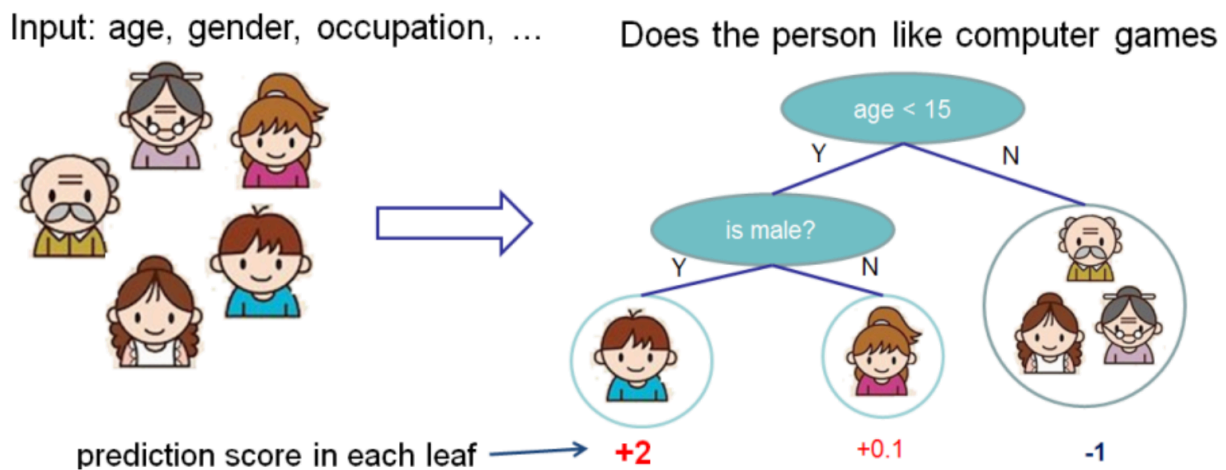 Input: age, gender, occupation, ...
Does the person like computer games
age < 15
Y
N
is male?
Y
N
prediction score in each leaf
+2
+0.1
-1